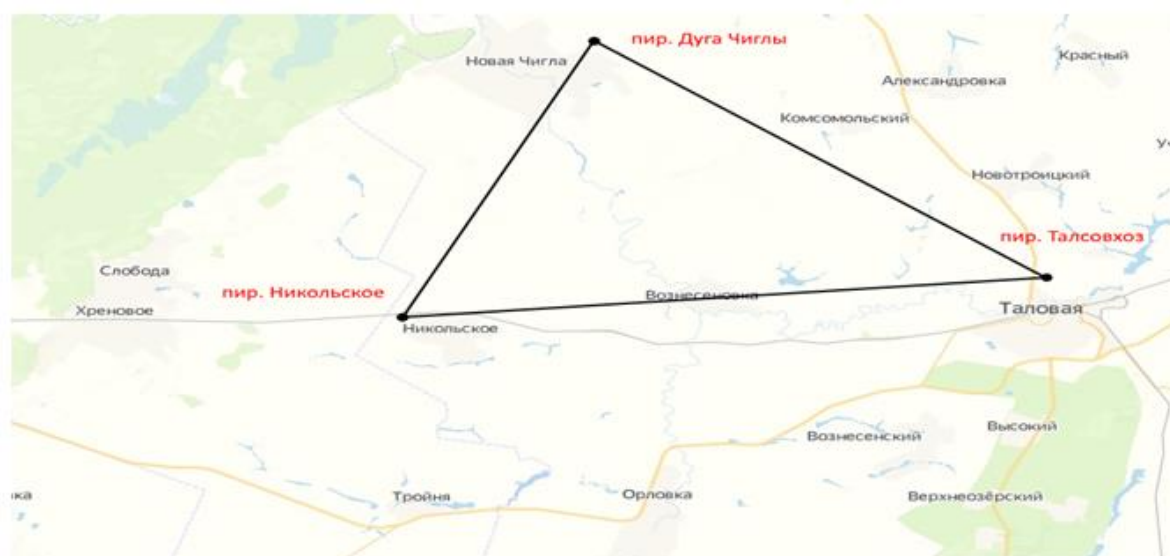 пир. Дуга Чиглы
Новая Чигла
Красный
Александровка
Комсомольский
Новотроицкий
пир. Талсовхоз
Слобода
пир. Никольское
Вознесеновка
Хреновое
Таловая
Никольское
Высокий
Вознесенский
Тройня
Орловка
Верхнеозёрский